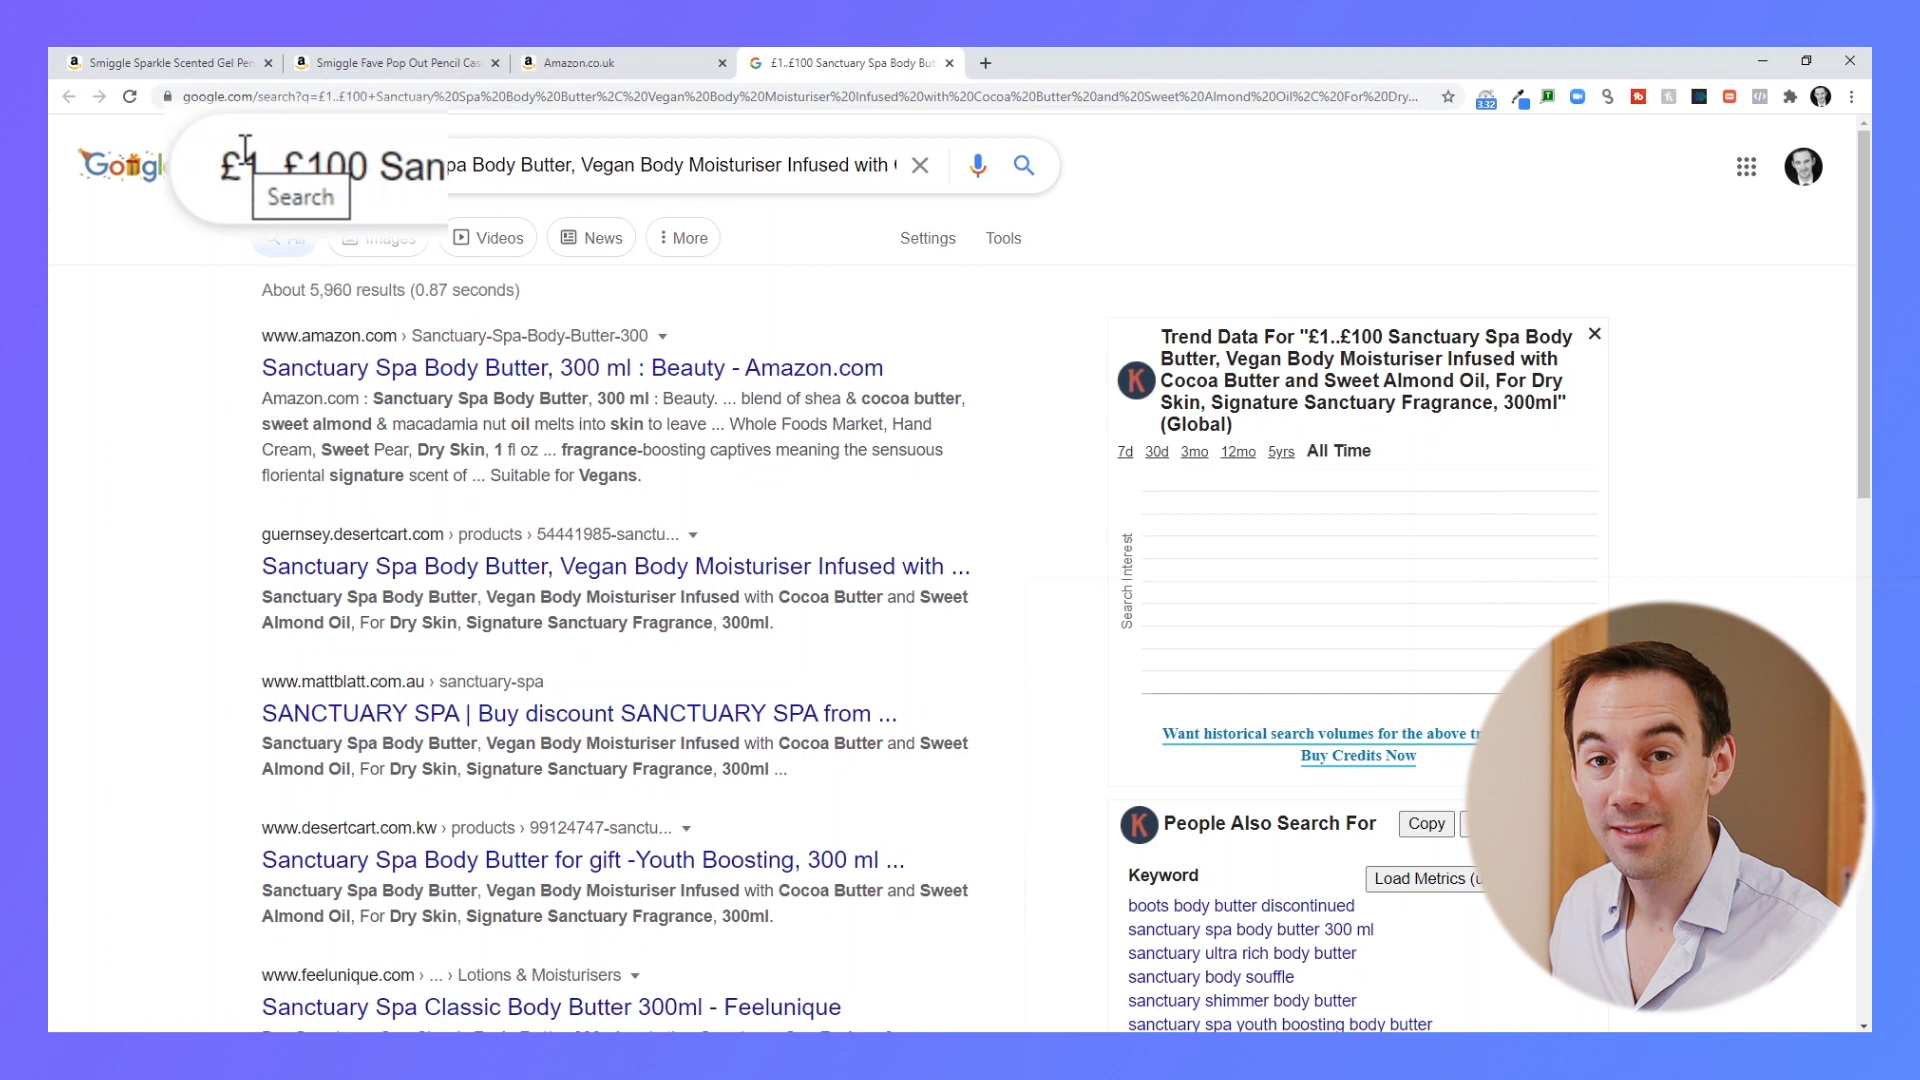 Smiggle Sparkle Scented Gel Pen
Smiggle Fave Pop Out Pencil Cas
Amazon.co.uk
£1..£100 Sanctuary Spa Body But
google.com/search?q=£1..£100+Sanctuary%20Spa%20Body%20Butter%2C%20Vegan%20Body%20Moisturiser%20Infused%20with%20Cocoa%20Butter%20and%20Sweet%20Almond%20Oil%2C%20For%20Dry...
3.32
Googl
£1..£100 San
pa Body Butter, Vegan Body Moisturiser Infused with
Search
All
Images
Videos
News
More
Settings
Tools
About 5,960 results (0.87 seconds)
www.amazon.com › Sanctuary-Spa-Body-Butter-300
Sanctuary Spa Body Butter, 300 ml : Beauty - Amazon.com
Amazon.com : Sanctuary Spa Body Butter, 300 ml : Beauty. ... blend of shea & cocoa butter,
sweet almond & macadamia nut oil melts into skin to leave ... Whole Foods Market, Hand
Cream, Sweet Pear, Dry Skin, 1 fl oz ... fragrance-boosting captives meaning the sensuous
floriental signature scent of ... Suitable for Vegans.
guernsey.desertcart.com › products › 54441985-sanctu...
Sanctuary Spa Body Butter, Vegan Body Moisturiser Infused with ...
Sanctuary Spa Body Butter, Vegan Body Moisturiser Infused with Cocoa Butter and Sweet
Almond Oil, For Dry Skin, Signature Sanctuary Fragrance, 300ml.
www.mattblatt.com.au › sanctuary-spa
SANCTUARY SPA | Buy discount SANCTUARY SPA from ...
Sanctuary Spa Body Butter, Vegan Body Moisturiser Infused with Cocoa Butter and Sweet
Almond Oil, For Dry Skin, Signature Sanctuary Fragrance, 300ml ...
www.desertcart.com.kw › products › 99124747-sanctu...
Sanctuary Spa Body Butter for gift -Youth Boosting, 300 ml ...
Sanctuary Spa Body Butter, Vegan Body Moisturiser Infused with Cocoa Butter and Sweet
Almond Oil, For Dry Skin, Signature Sanctuary Fragrance, 300ml.
www.feelunique.com › ... › Lotions & Moisturisers
Sanctuary Spa Classic Body Butter 300ml - Feelunique
K
Trend Data For "£1..£100 Sanctuary Spa Body
Butter, Vegan Body Moisturiser Infused with
Cocoa Butter and Sweet Almond Oil, For Dry
Skin, Signature Sanctuary Fragrance, 300ml"
(Global)
7d 30d 3mo 12mo 5yrs All Time
Search Interest
Want historical search volumes for the above
Buy Credits Now
K
People Also Search For
Copy
Keyword
Load Metrics (u
boots body butter discontinued
sanctuary spa body butter 300 ml
sanctuary ultra rich body butter
sanctuary body souffle
sanctuary shimmer body butter
sanctuary spa youth boosting body butter